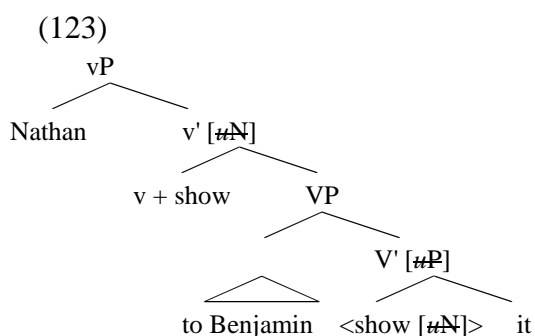 (123)
vP
Nathan v' [uN]
v + show VP
V' [uP]
to Benjamin <show [uN]> it